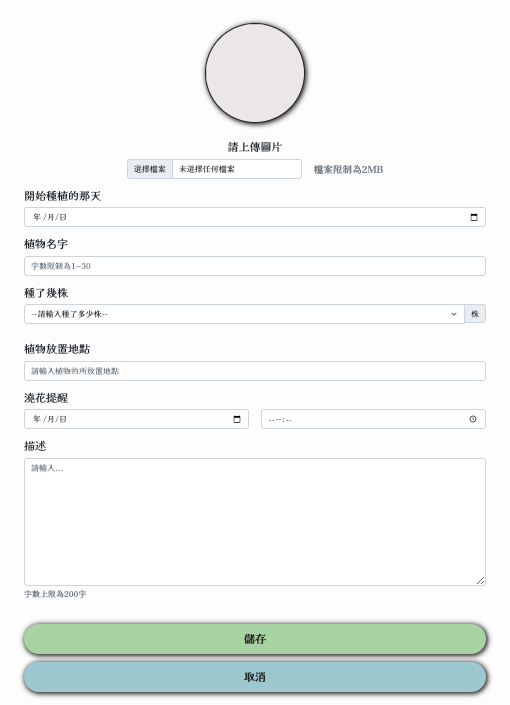 請上傳圖片
選擇檔案 未選擇任何檔案 檔案限制為2MB
開始種植的那天
年 /月/日
植物名字
字數限制為1~30
種了幾株
--請輸入種了多少株-- 株
植物放置地點
請輸入植物的所放置地點
澆花提醒
年 /月/日 --:--
描述
請輸入...
字數上限為200字
儲存
取消